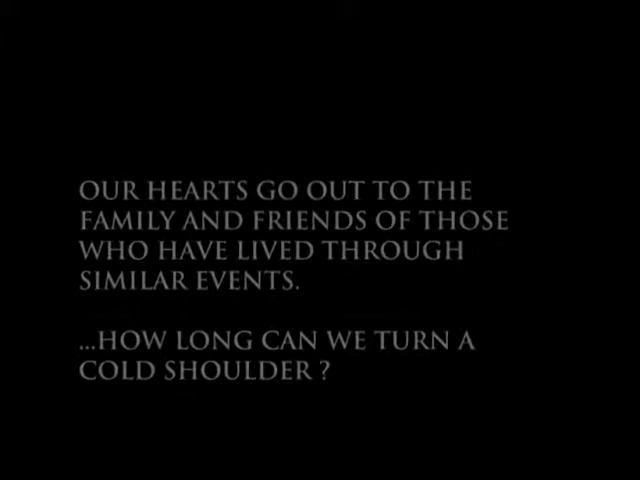 OUR HEARTS GO OUT TO THE
FAMILY AND FRIENDS OF THOSE
WHO HAVE LIVED THROUGH
SIMILAR EVENTS.
...HOW LONG CAN WE TURN A
COLD SHOULDER ?